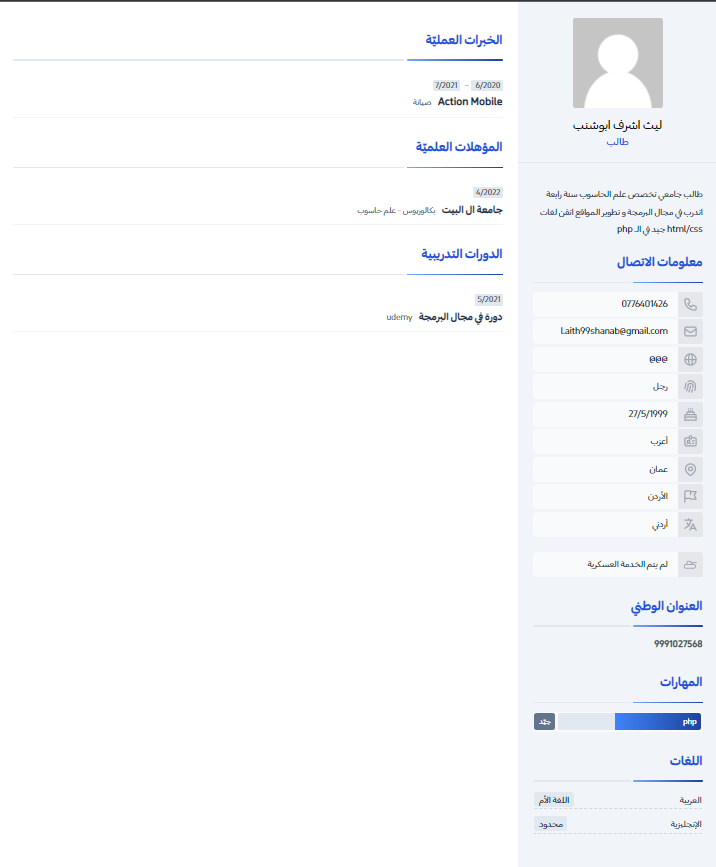 ليث اشرف ابوشنب
طالب
طالب جامعي تخصص علم الحاسوب سنة رابعة
اتدرب في مجال البرمجة و تطوير المواقع اتقن لغات
html/css جيد في الـ php
معلومات الاتصال
0776401426
Laith99shanab@gmail.com
@@@
رجل
27/5/1999
أعزب
عمان
الأردن
أردني
لم يتم الخدمة العسكرية
العنوان الوطني
9991027568
المهارات
php جيّد
اللغات
العربية اللغة الأم
الإنجليزية محدود
الخبرات العمليّة
6/2020 - 7/2021
Action Mobile صيانة
المؤهلات العلميّة
4/2022
جامعة ال البيت بكالوريوس - علم حاسوب
الدورات التدريبية
5/2021
دورة في مجال البرمجة udemy